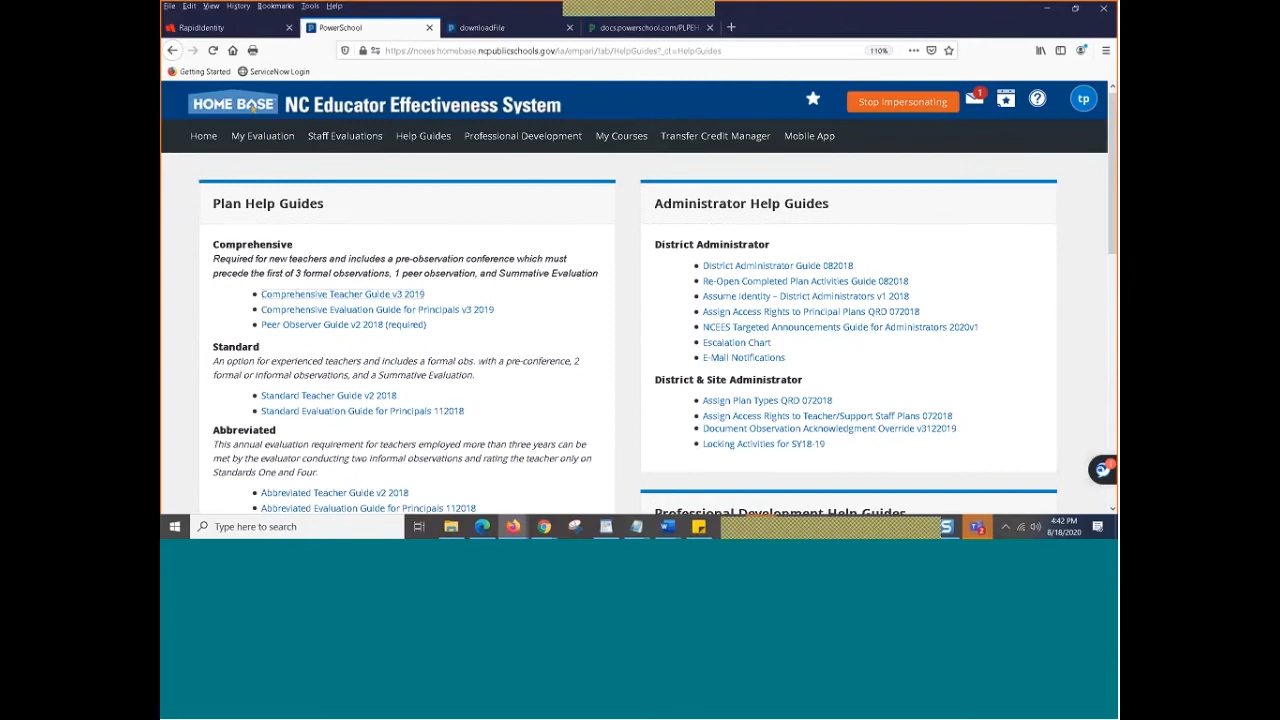 File Edit View History Bookmarks Tools Help
RapidIdentity PowerSchool downloadFile docs.powerschool.com/PLPEH
https://ncees.homebase.ncpublicschools.gov/ia/empari/tab/HelpGuides?_ct=HelpGuides 110%
Getting Started ServiceNow Login
HOME BASE NC Educator Effectiveness System Stop Impersonating 1 tp
Home My Evaluation Staff Evaluations Help Guides Professional Development My Courses Transfer Credit Manager Mobile App
Plan Help Guides
Comprehensive
Required for new teachers and includes a pre-observation conference which must
precede the first of 3 formal observations, 1 peer observation, and Summative Evaluation
Comprehensive Teacher Guide v3 2019
Comprehensive Evaluation Guide for Principals v3 2019
Peer Observer Guide v2 2018 (required)
Standard
An option for experienced teachers and includes a formal obs. with a pre-conference, 2
formal or informal observations, and a Summative Evaluation.
Standard Teacher Guide v2 2018
Standard Evaluation Guide for Principals 112018
Abbreviated
This annual evaluation requirement for teachers employed more than three years can be
met by the evaluator conducting two informal observations and rating the teacher only on
Standards One and Four.
Abbreviated Teacher Guide v2 2018
Abbreviated Evaluation Guide for Principals 112018
Administrator Help Guides
District Administrator
District Administrator Guide 082018
Re-Open Completed Plan Activities Guide 082018
Assume Identity – District Administrators v1 2018
Assign Access Rights to Principal Plans QRD 072018
NCEES Targeted Announcements Guide for Administrators 2020v1
Escalation Chart
E-Mail Notifications
District & Site Administrator
Assign Plan Types QRD 072018
Assign Access Rights to Teacher/Support Staff Plans 072018
Document Observation Acknowledgment Override v3122019
Locking Activities for SY18-19
Professional Development Help Guides
Type here to search
4:42 PM
8/18/2020